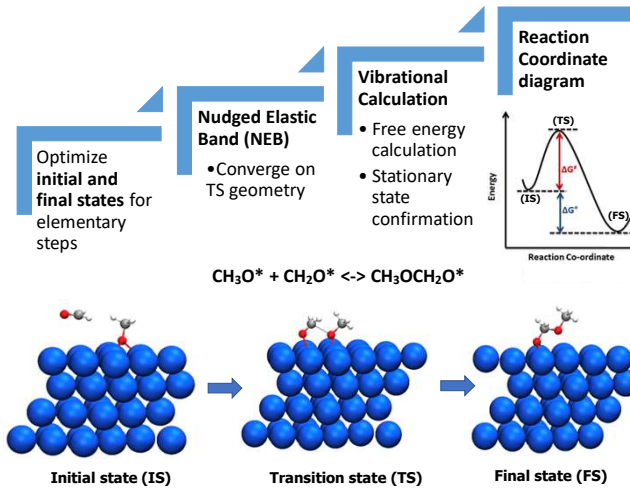 Optimize
initial and
final states for
elementary
steps
Nudged Elastic
Band (NEB)
•Converge on
TS geometry
Vibrational
Calculation
• Free energy
calculation
• Stationary
state
confirmation
Reaction
Coordinate
diagram
(TS)
ΔG‡
(IS)
ΔG°
(FS)
Energy
Reaction Co-ordinate
CH₃O* + CH₂O* <-> CH₃OCH₂O*
Initial state (IS)
Transition state (TS)
Final state (FS)